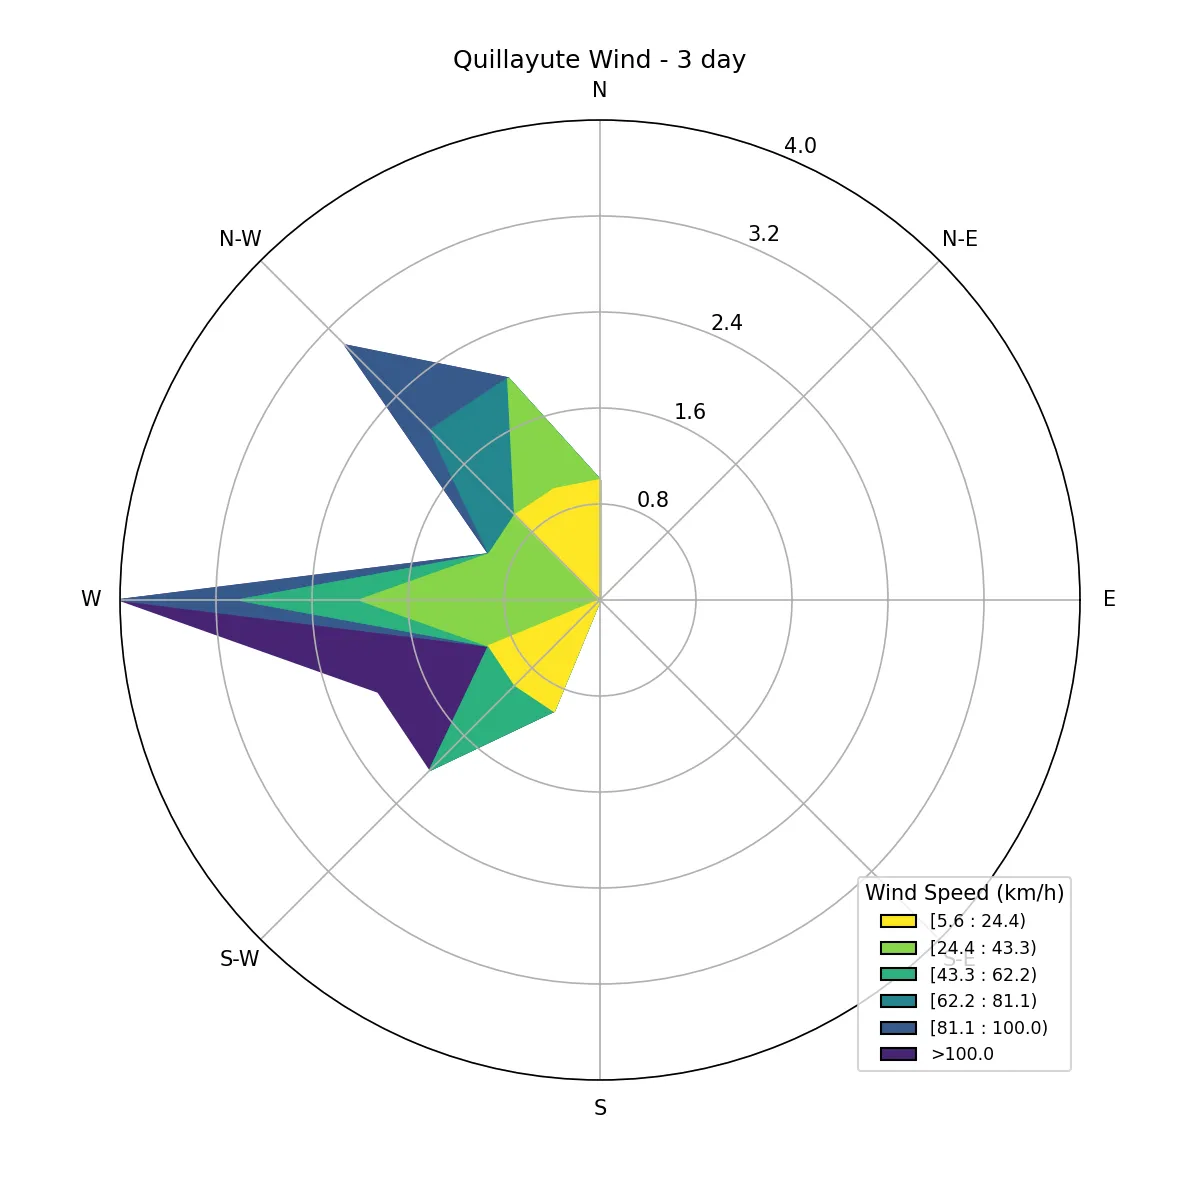 Quillayute Wind - 3 day
N
4.0
N-W
N-E
3.2
2.4
1.6
0.8
W
E
S-W
S-E
S
Wind Speed (km/h)
[5.6 : 24.4)
[24.4 : 43.3)
[43.3 : 62.2)
[62.2 : 81.1)
[81.1 : 100.0)
>100.0